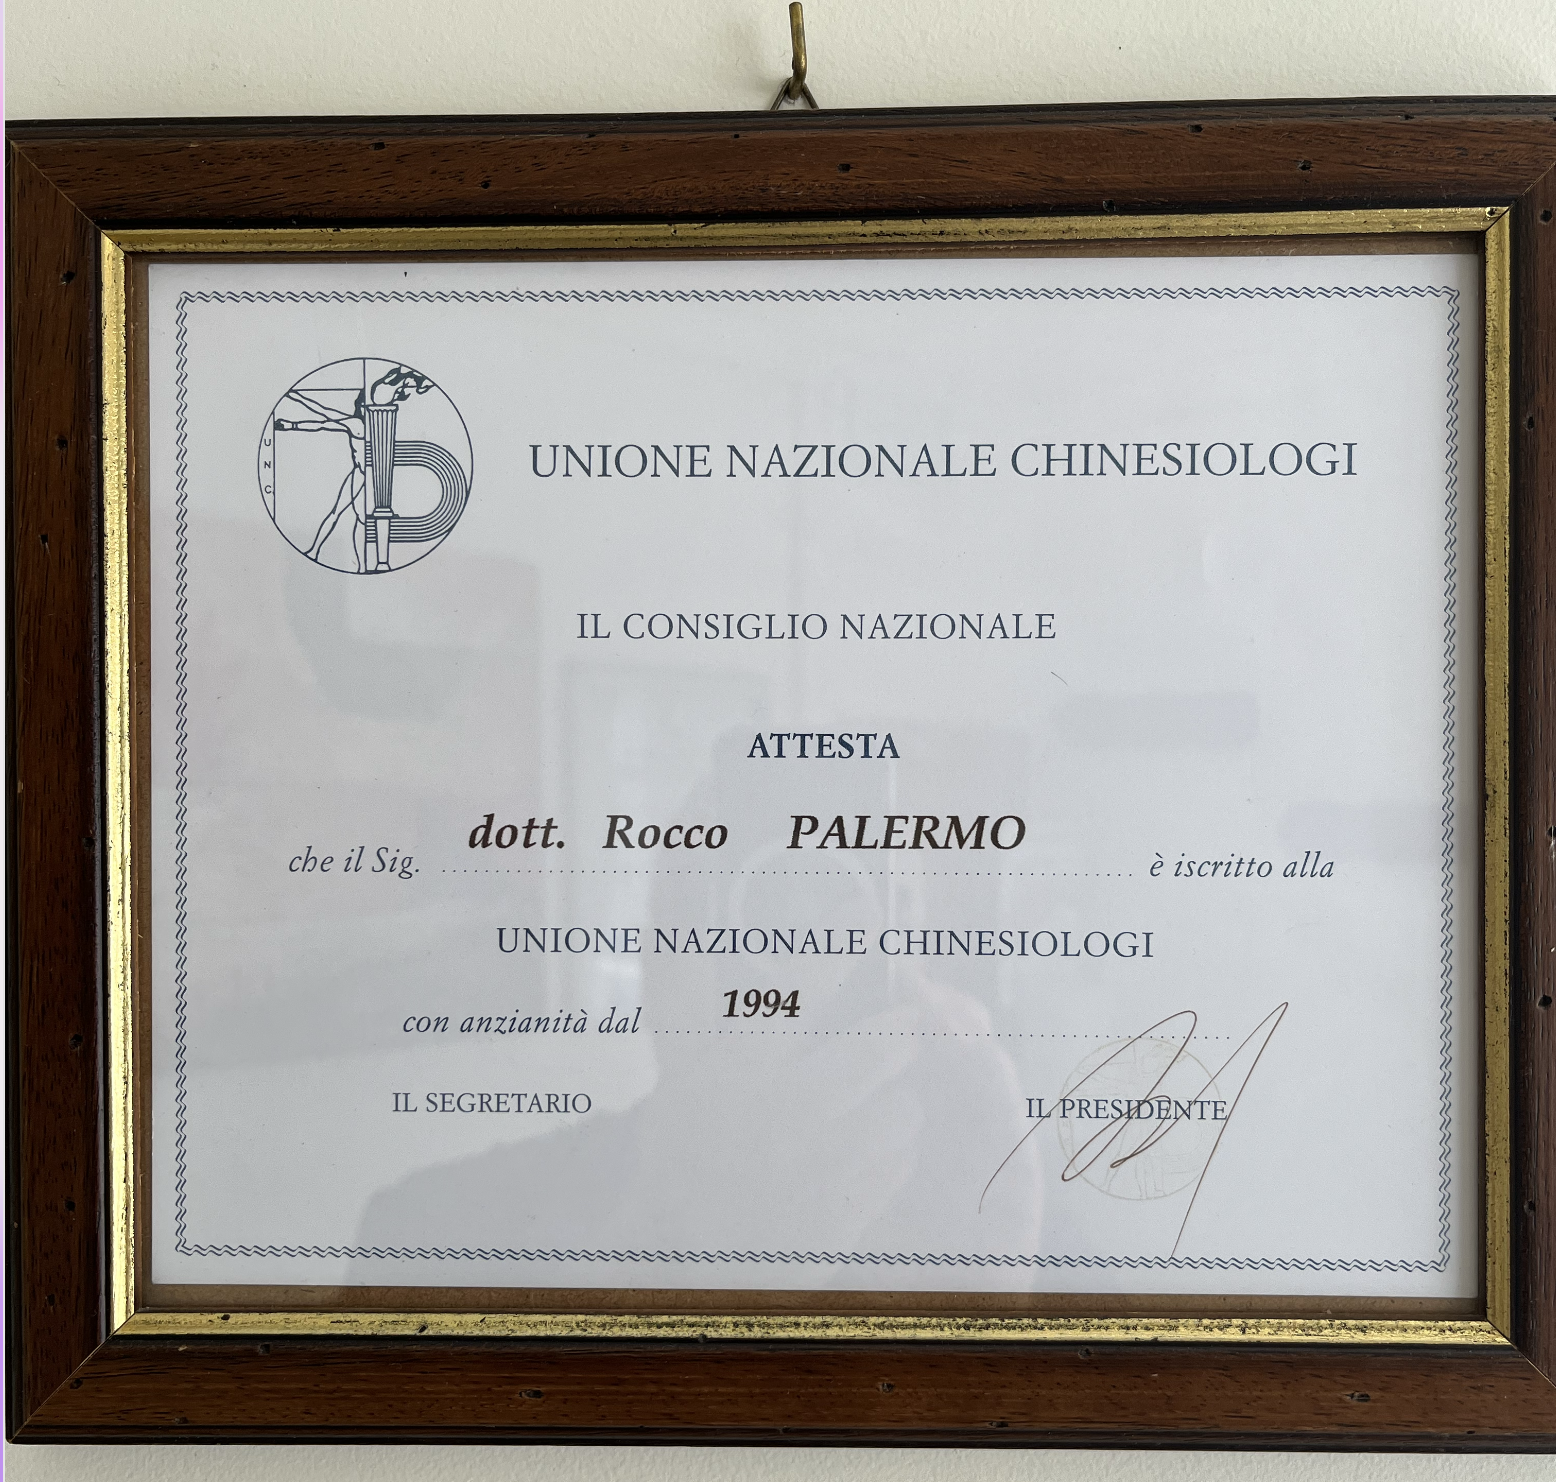 U N C
UNIONE NAZIONALE CHINESIOLOGI
IL CONSIGLIO NAZIONALE
ATTESTA
che il Sig. dott. Rocco PALERMO è iscritto alla
UNIONE NAZIONALE CHINESIOLOGI
con anzianità dal 1994
IL SEGRETARIO IL PRESIDENTE